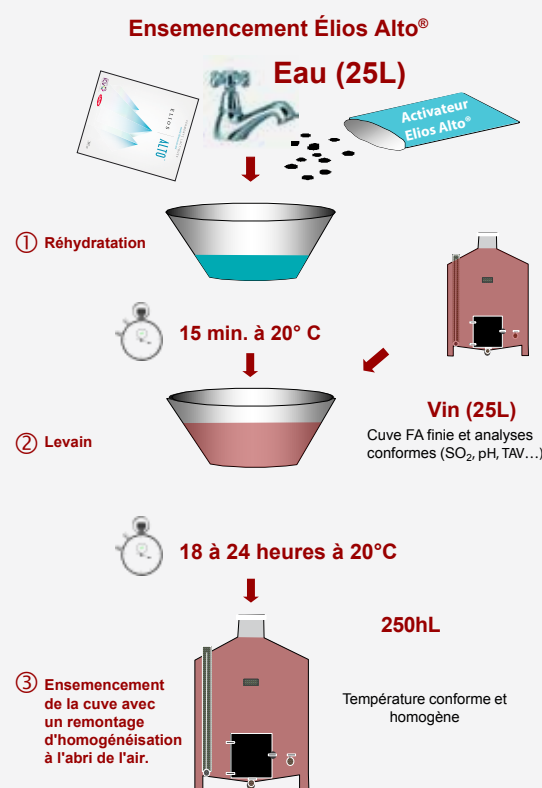 Ensemencement Élios Alto®
Eau (25L)
ELIOS
ALTO
Activateur
Elios Alto®
① Réhydratation
15 min. à 20° C
Vin (25L)
Cuve FA finie et analyses
conformes (SO₂, pH, TAV…)
② Levain
18 à 24 heures à 20°C
250hL
③ Ensemencement
de la cuve avec
un remontage
d'homogénéisation
à l'abri de l'air.
Température conforme et
homogène